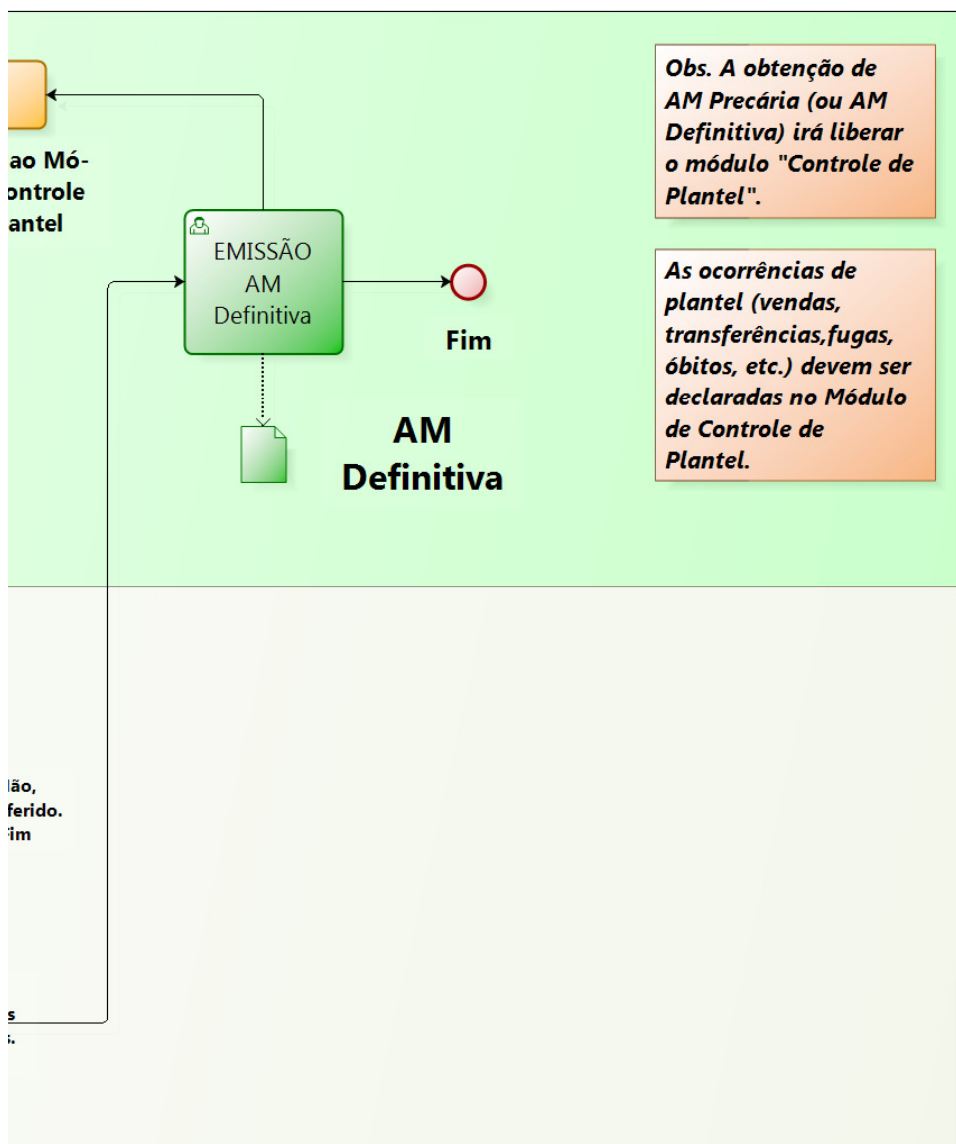 ao Mó-
ontrole
antel
EMISSÃO
AM
Definitiva
Fim
AM
Definitiva
Obs. A obtenção de
AM Precária (ou AM
Definitiva) irá liberar
o módulo "Controle de
Plantel".
As ocorrências de
plantel (vendas,
transferências,fugas,
óbitos, etc.) devem ser
declaradas no Módulo
de Controle de
Plantel.
ão,
ferido.
im
s
s.